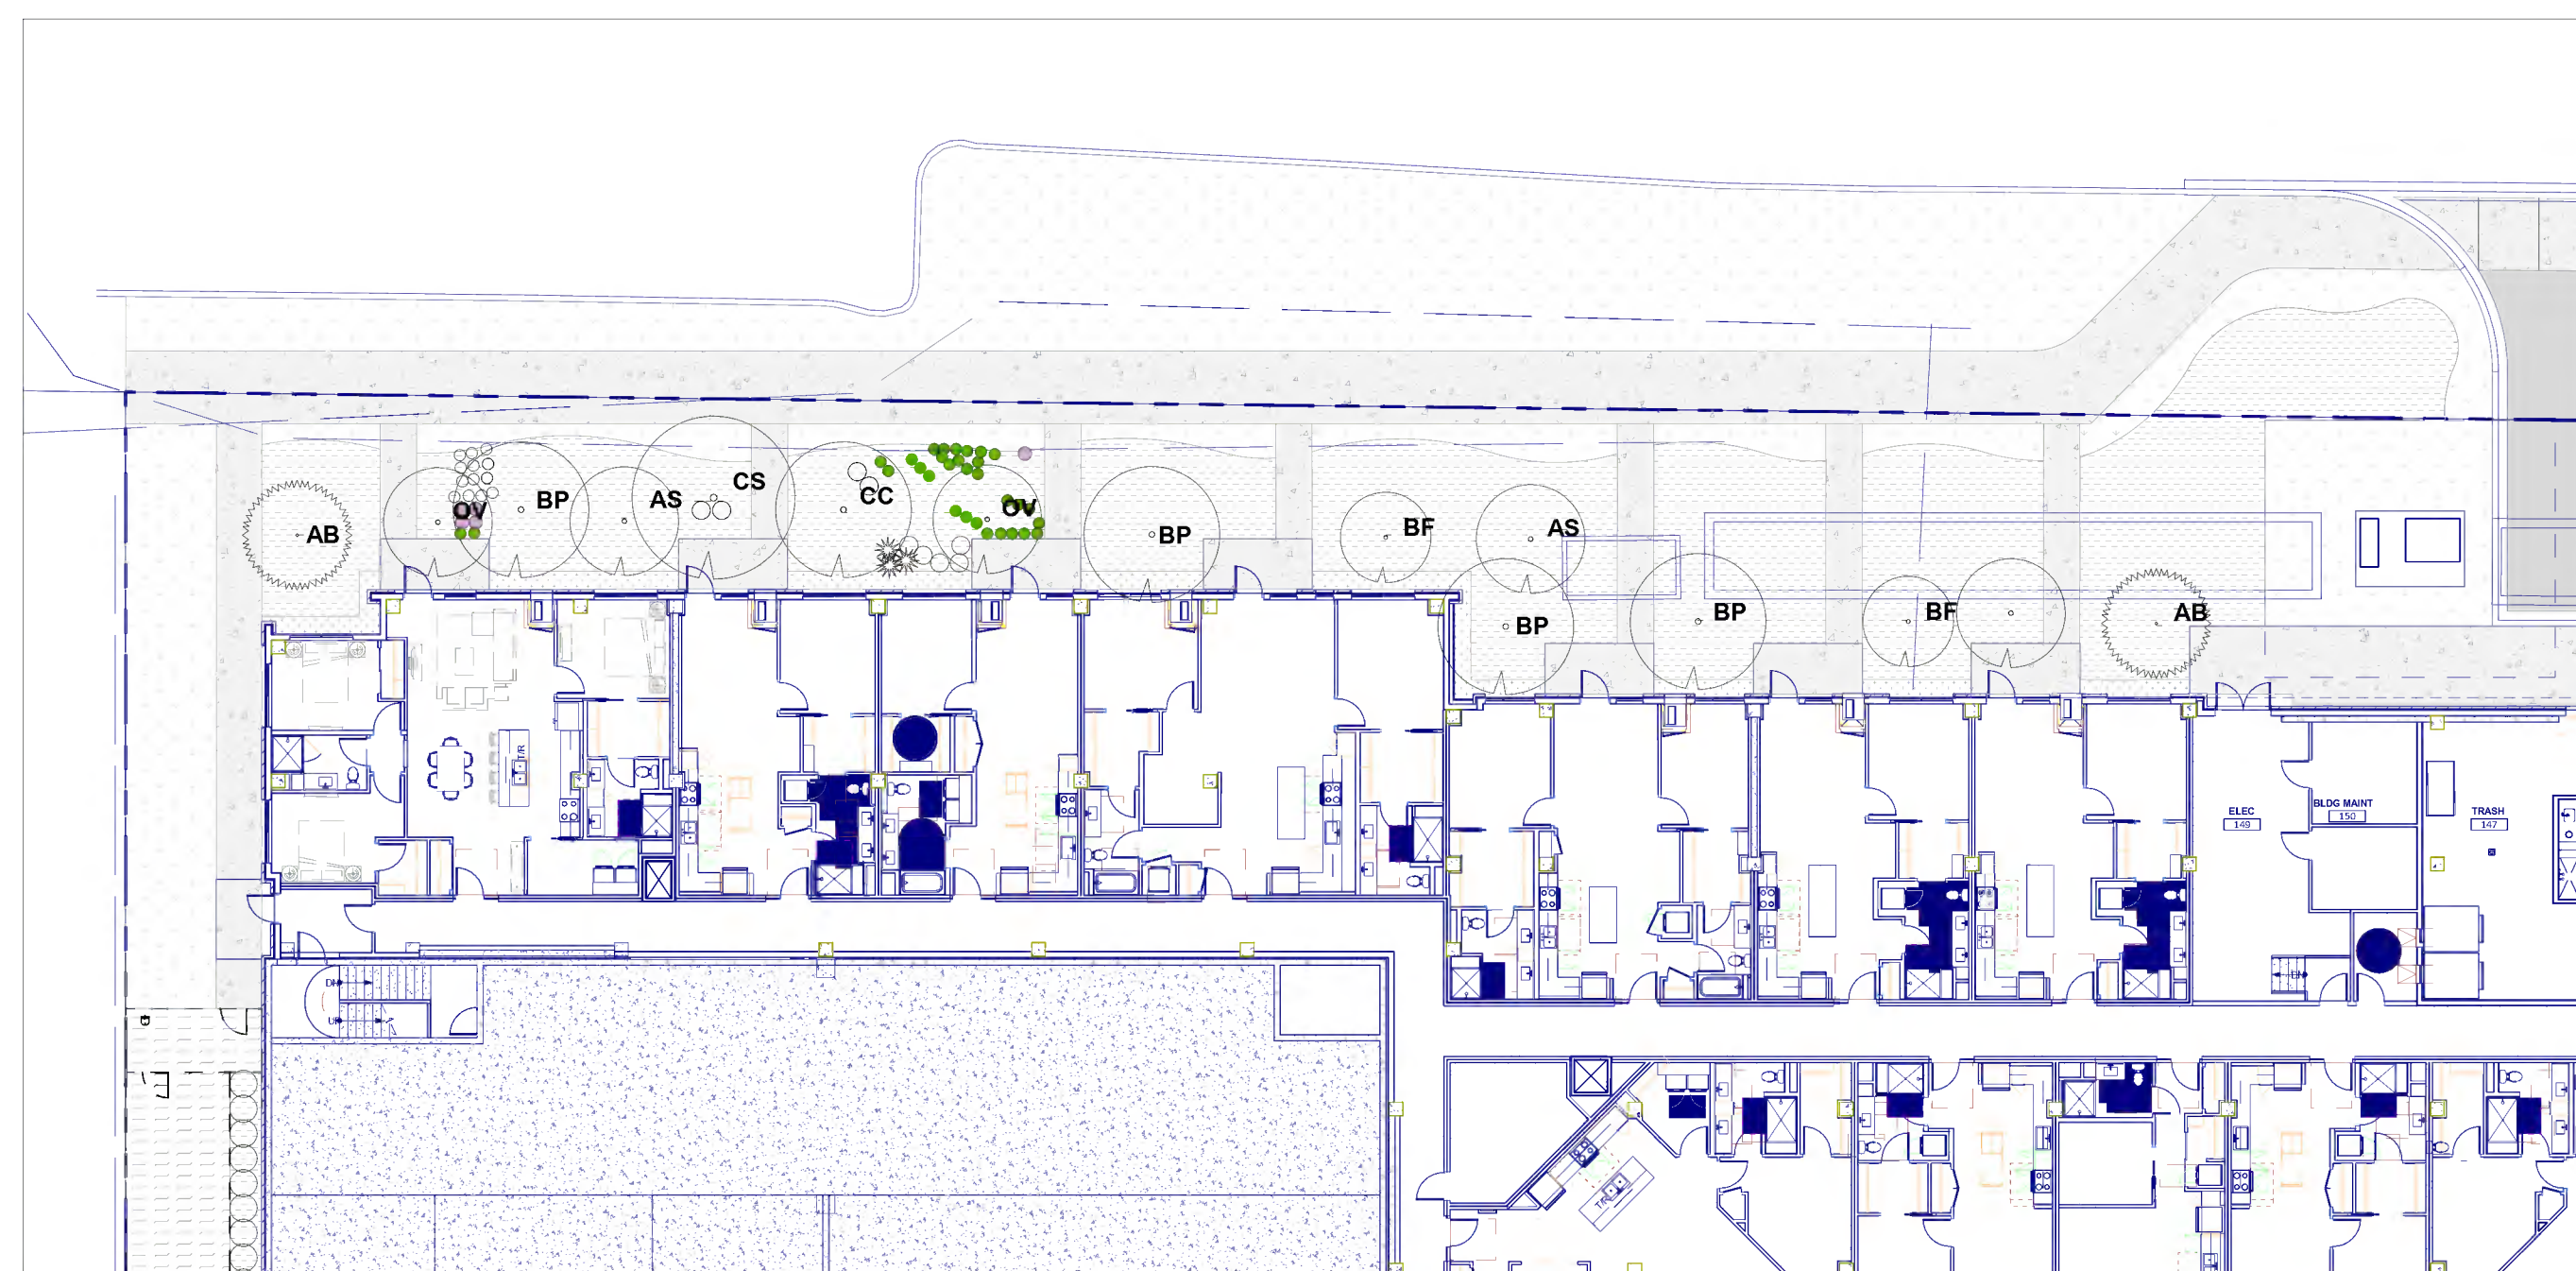 CS
BP
AS
CC
OV
OV
AB
BP
BF
AS
BP
BP
BF
AB
T/R
ELEC
149
BLDG MAINT
150
TRASH
147
DN
DN
UP
T/R